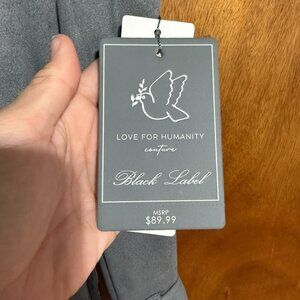 LOVE FOR HUMANITY
couture
Black Label
MSRP
$89.99